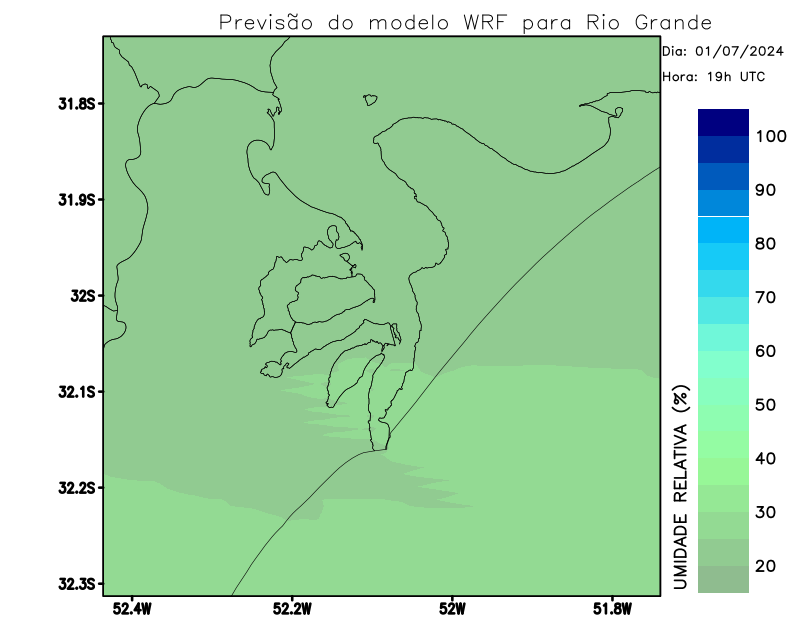 Previsão do modelo WRF para Rio Grande
Dia: 01/07/2024
Hora: 19h UTC
31.8S
31.9S
32S
32.1S
32.2S
32.3S
52.4W
52.2W
52W
51.8W
UMIDADE RELATIVA (%)
100
90
80
70
60
50
40
30
20